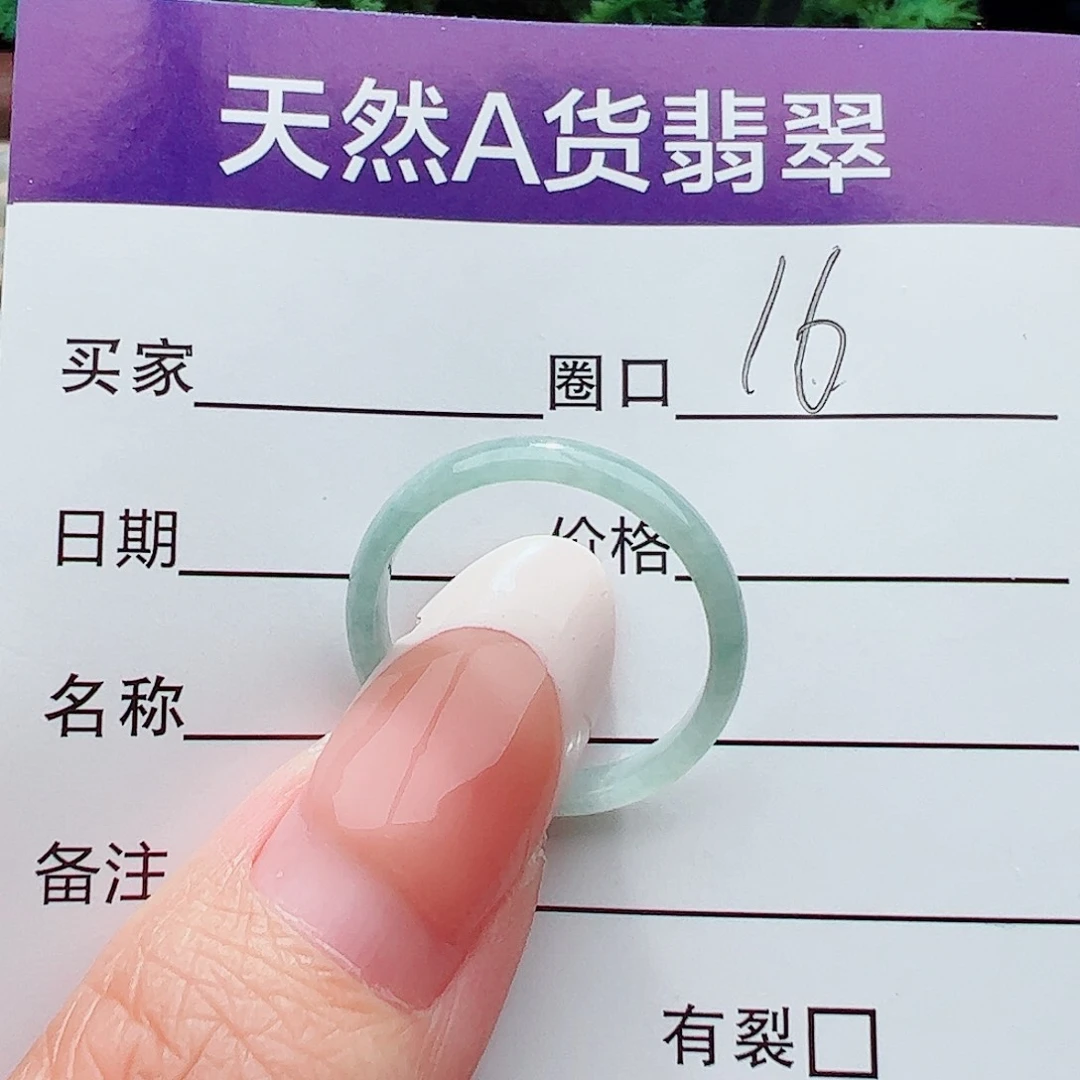 天然A货翡翠
买家 圈口 16
日期 价格
名称
备注
有裂